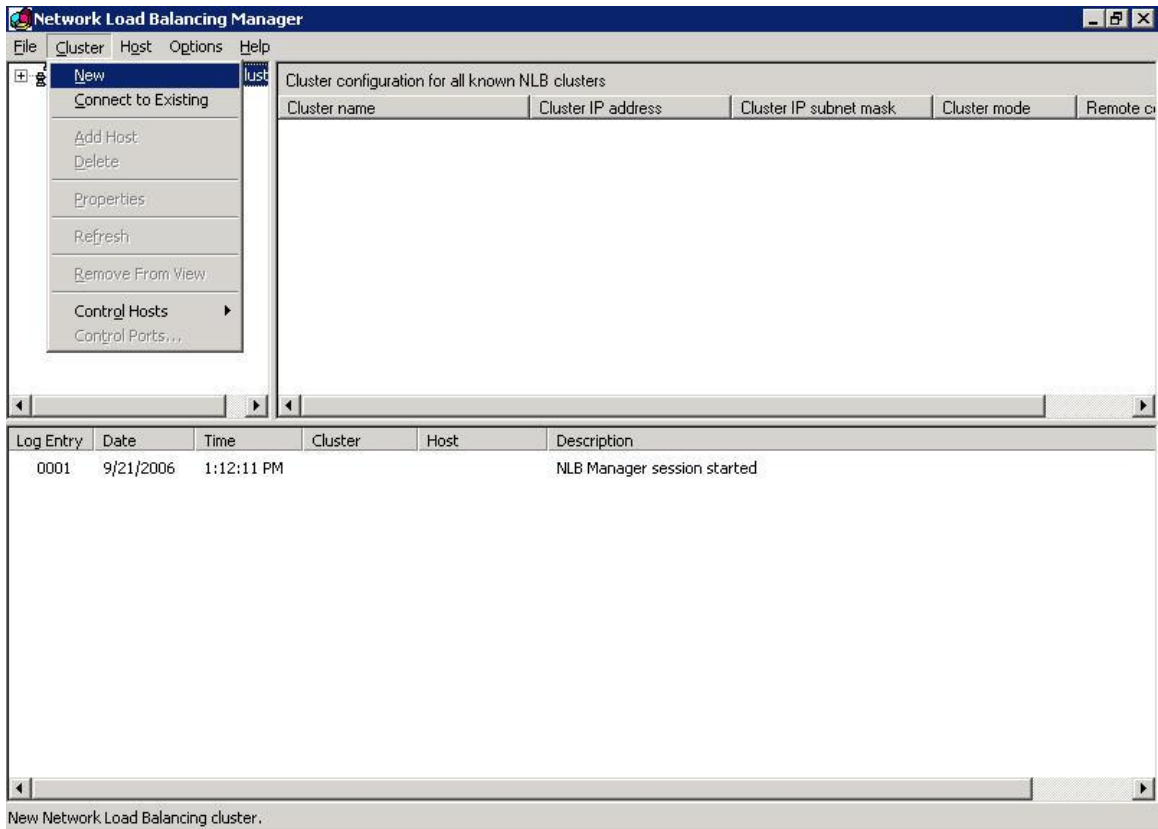 Network Load Balancing Manager
File Cluster Host Options Help
New
Connect to Existing
Add Host
Delete
Properties
Refresh
Remove From View
Control Hosts
Control Ports...
Cluster configuration for all known NLB clusters
Cluster name Cluster IP address Cluster IP subnet mask Cluster mode Remote
Log Entry Date Time Cluster Host Description
0001 9/21/2006 1:12:11 PM NLB Manager session started
New Network Load Balancing cluster.